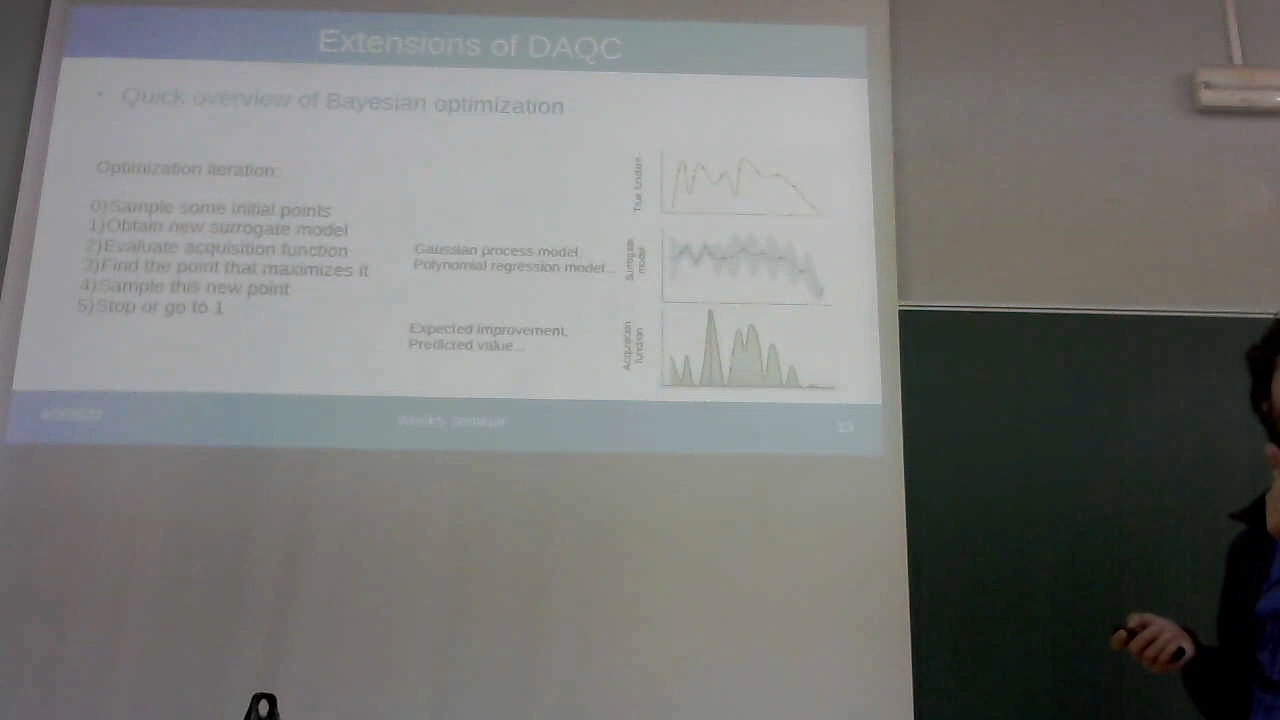 Extensions of DAQC
• Quick overview of Bayesian optimization
Optimization iteration:
0)Sample some initial points
1)Obtain new surrogate model
2)Evaluate acquisition function
3)Find the point that maximizes it
4)Sample this new point
5)Stop or go to 1
Gaussian process model,
Polynomial regression model...
Expected improvement,
Predicted value...
True function
Surrogate
model
Acquisition
function
Weekly Seminar
13